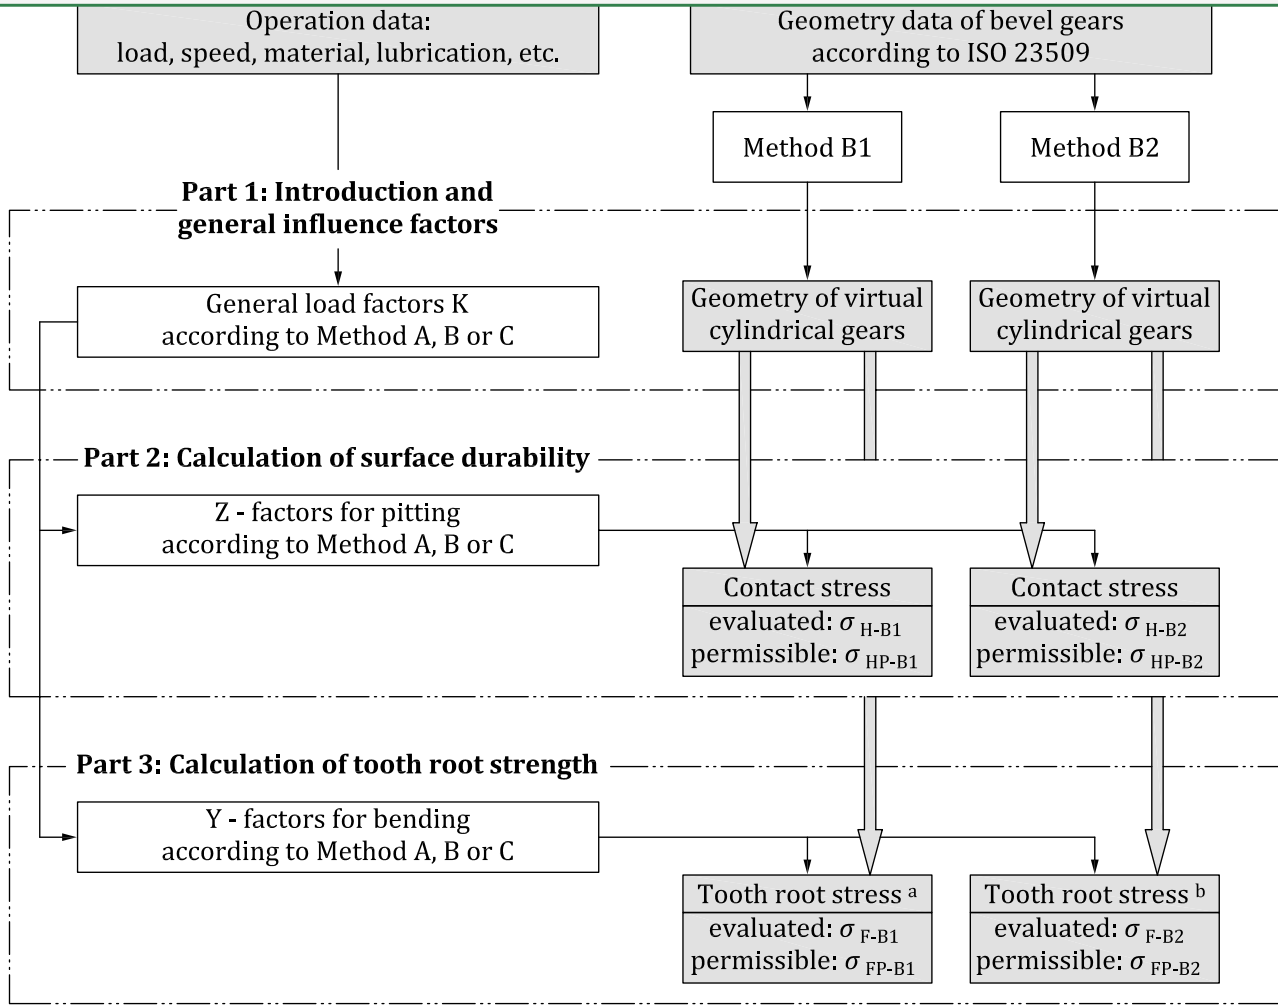 Operation data:
load, speed, material, lubrication, etc.
Geometry data of bevel gears
according to ISO 23509
Method B1
Method B2
Part 1: Introduction and
general influence factors
General load factors K
according to Method A, B or C
Geometry of virtual
cylindrical gears
Geometry of virtual
cylindrical gears
Part 2: Calculation of surface durability
Z - factors for pitting
according to Method A, B or C
Contact stress
evaluated: σ H-B1
permissible: σ HP-B1
Contact stress
evaluated: σ H-B2
permissible: σ HP-B2
Part 3: Calculation of tooth root strength
Y - factors for bending
according to Method A, B or C
Tooth root stress a
evaluated: σ F-B1
permissible: σ FP-B1
Tooth root stress b
evaluated: σ F-B2
permissible: σ FP-B2